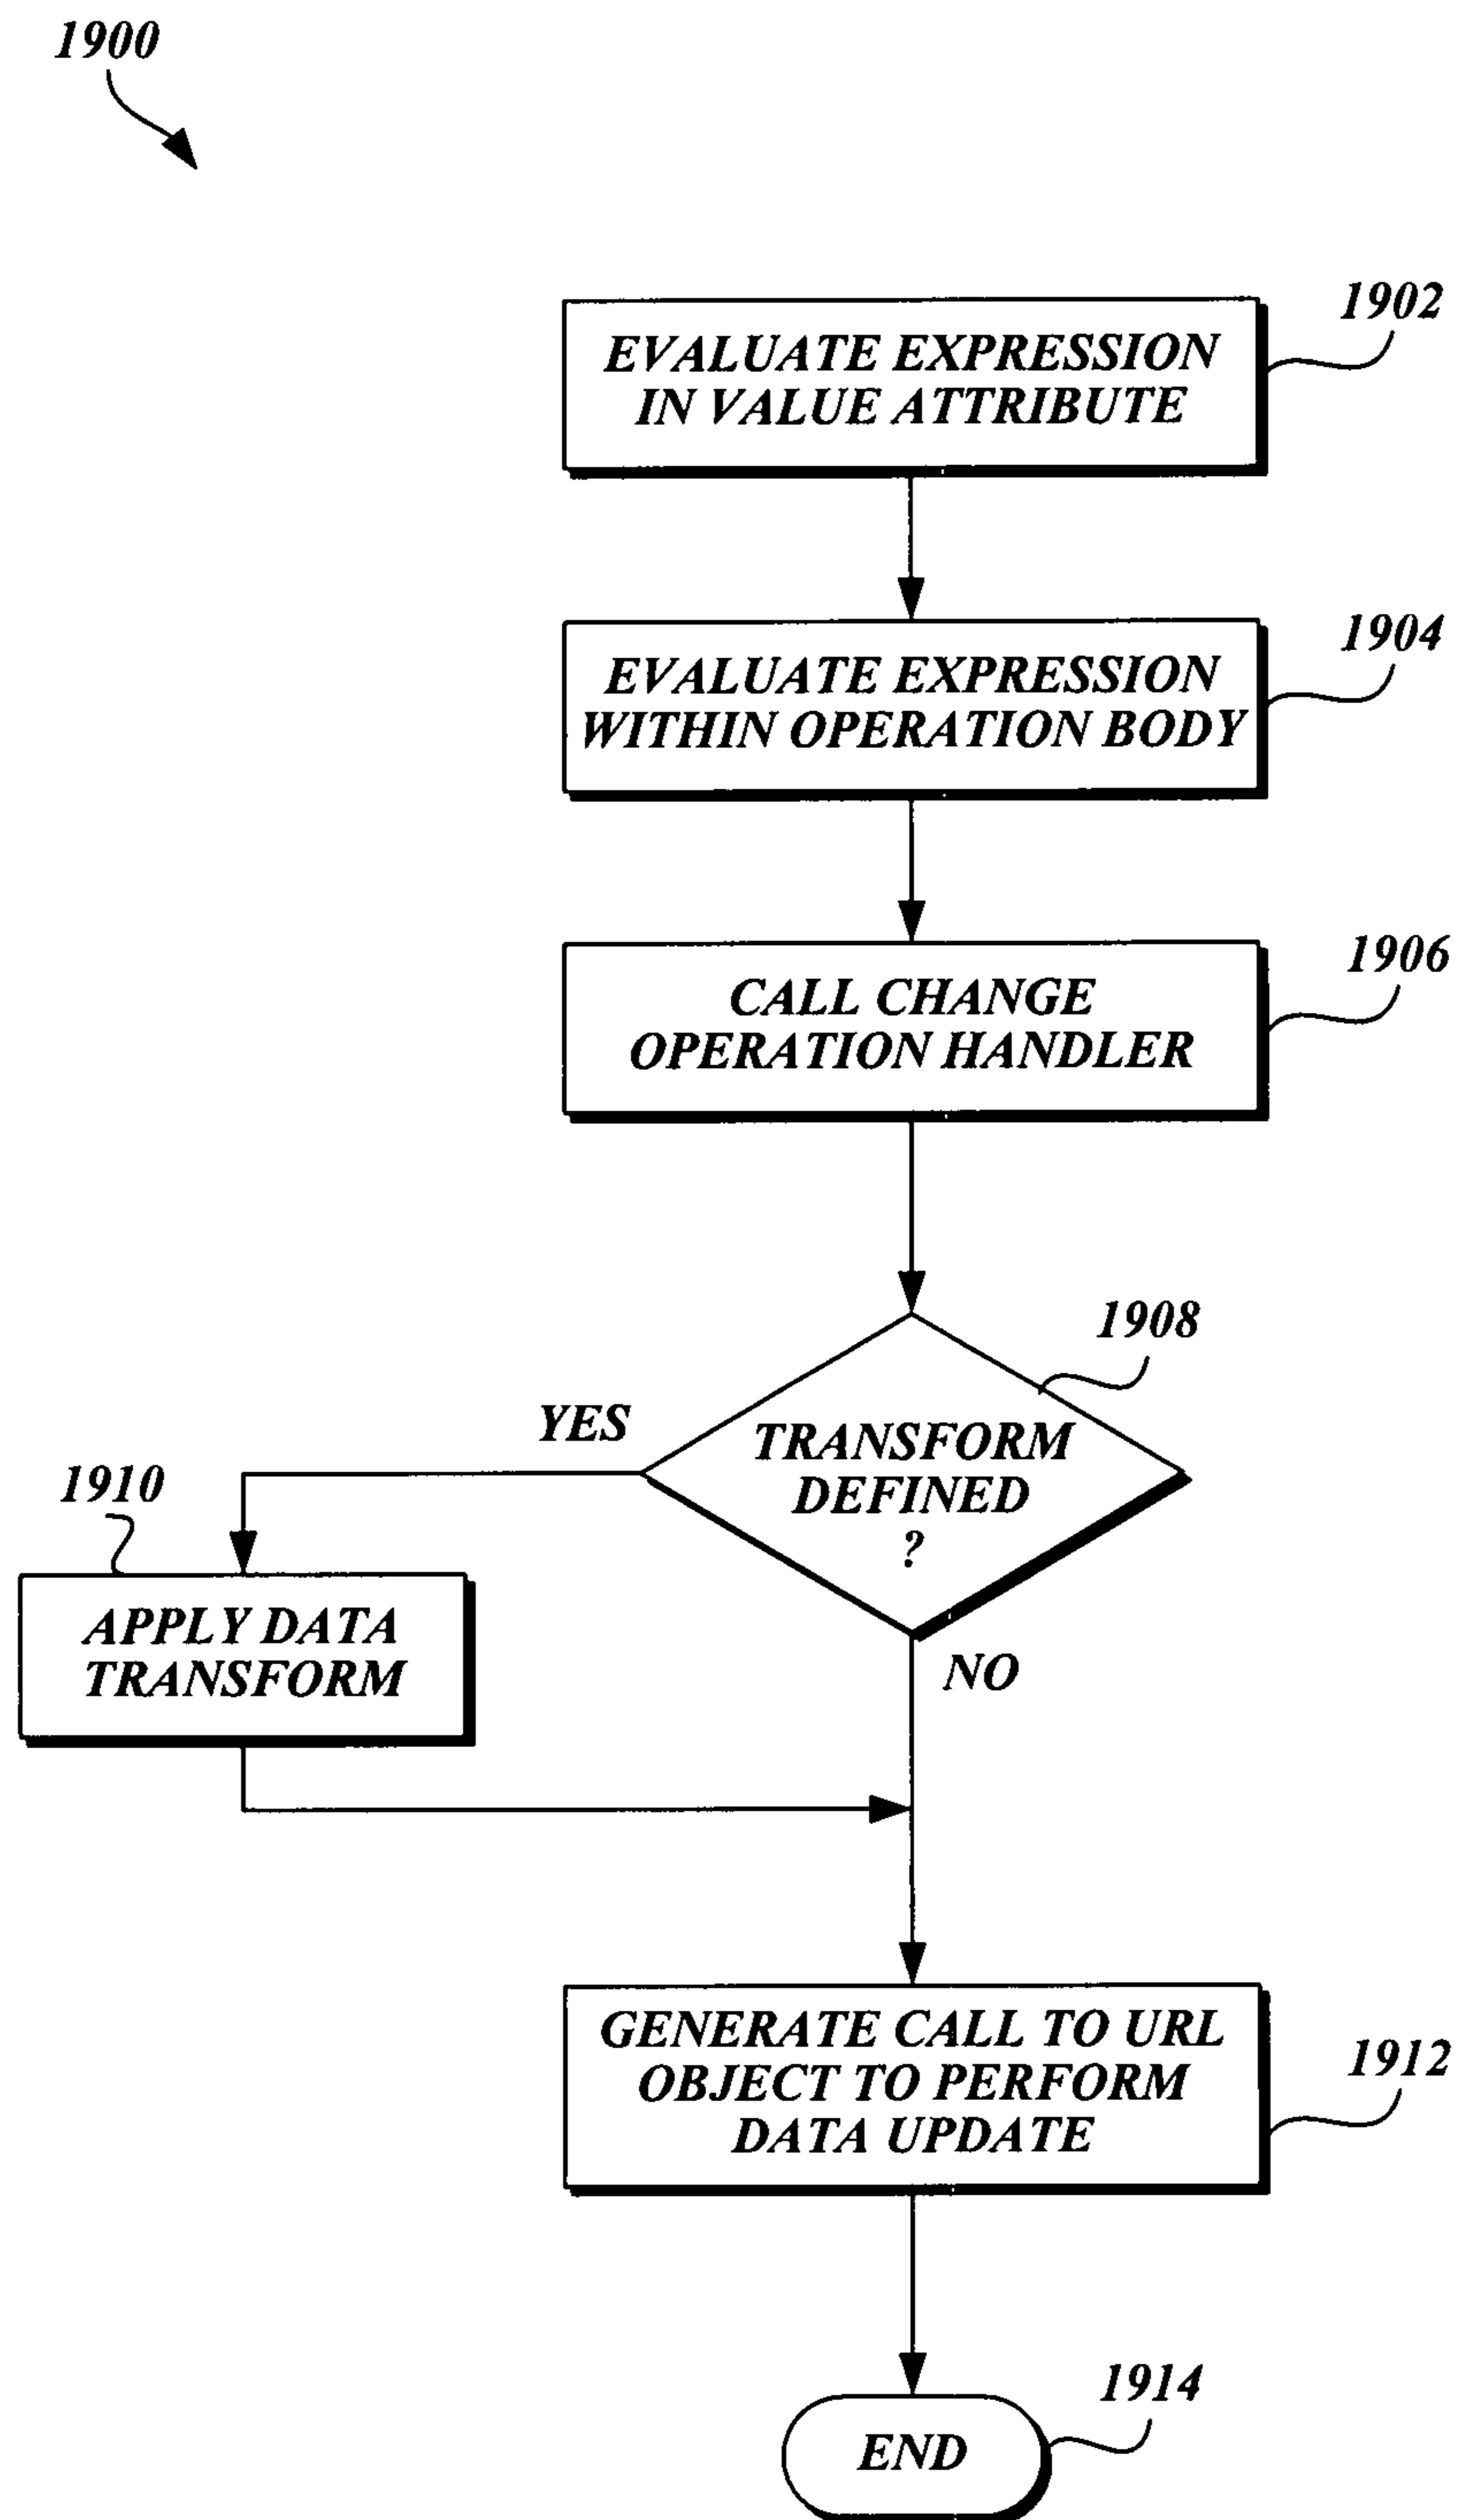 1900
1902
EVALUATE EXPRESSION
IN VALUE ATTRIBUTE
1904
EVALUATE EXPRESSION
WITHIN OPERATION BODY
1906
CALL CHANGE
OPERATION HANDLER
1908
TRANSFORM
DEFINED
?
YES
1910
APPLY DATA
TRANSFORM
NO
GENERATE CALL TO URL
OBJECT TO PERFORM
DATA UPDATE
1912
1914
END